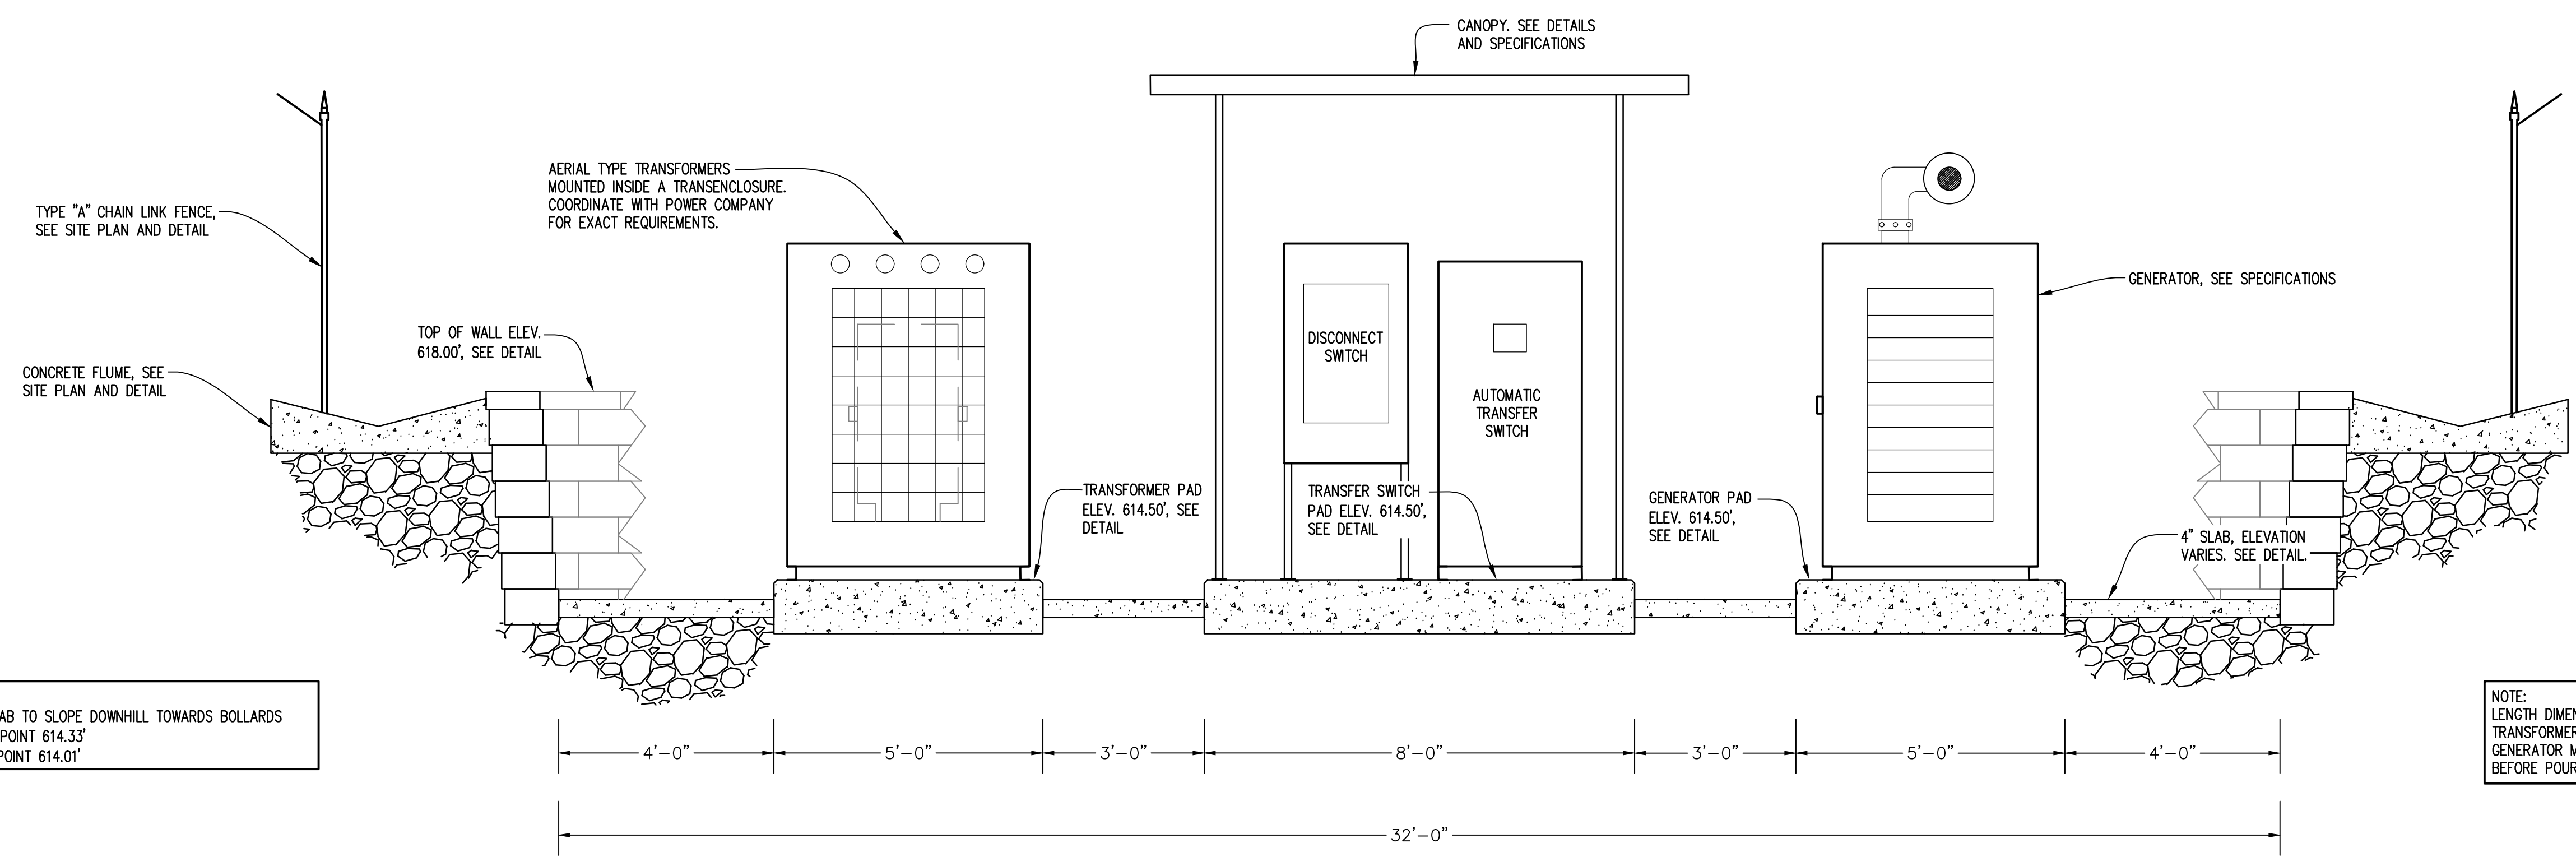 CANOPY. SEE DETAILS
AND SPECIFICATIONS
AERIAL TYPE TRANSFORMERS
MOUNTED INSIDE A TRANSENCLOSURE.
COORDINATE WITH POWER COMPANY
FOR EXACT REQUIREMENTS.
TYPE "A" CHAIN LINK FENCE,
SEE SITE PLAN AND DETAIL
GENERATOR, SEE SPECIFICATIONS
TOP OF WALL ELEV.
618.00', SEE DETAIL
DISCONNECT
SWITCH
CONCRETE FLUME, SEE
SITE PLAN AND DETAIL
AUTOMATIC
TRANSFER
SWITCH
TRANSFORMER PAD
ELEV. 614.50', SEE
DETAIL
TRANSFER SWITCH
PAD ELEV. 614.50',
SEE DETAIL
GENERATOR PAD
ELEV. 614.50',
SEE DETAIL
4" SLAB, ELEVATION
VARIES. SEE DETAIL.
AB TO SLOPE DOWNHILL TOWARDS BOLLARDS
POINT 614.33'
POINT 614.01'
NOTE:
LENGTH DIMEN
TRANSFORMER
GENERATOR M
BEFORE POUR
4'-0"
5'-0"
3'-0"
8'-0"
3'-0"
5'-0"
4'-0"
32'-0"